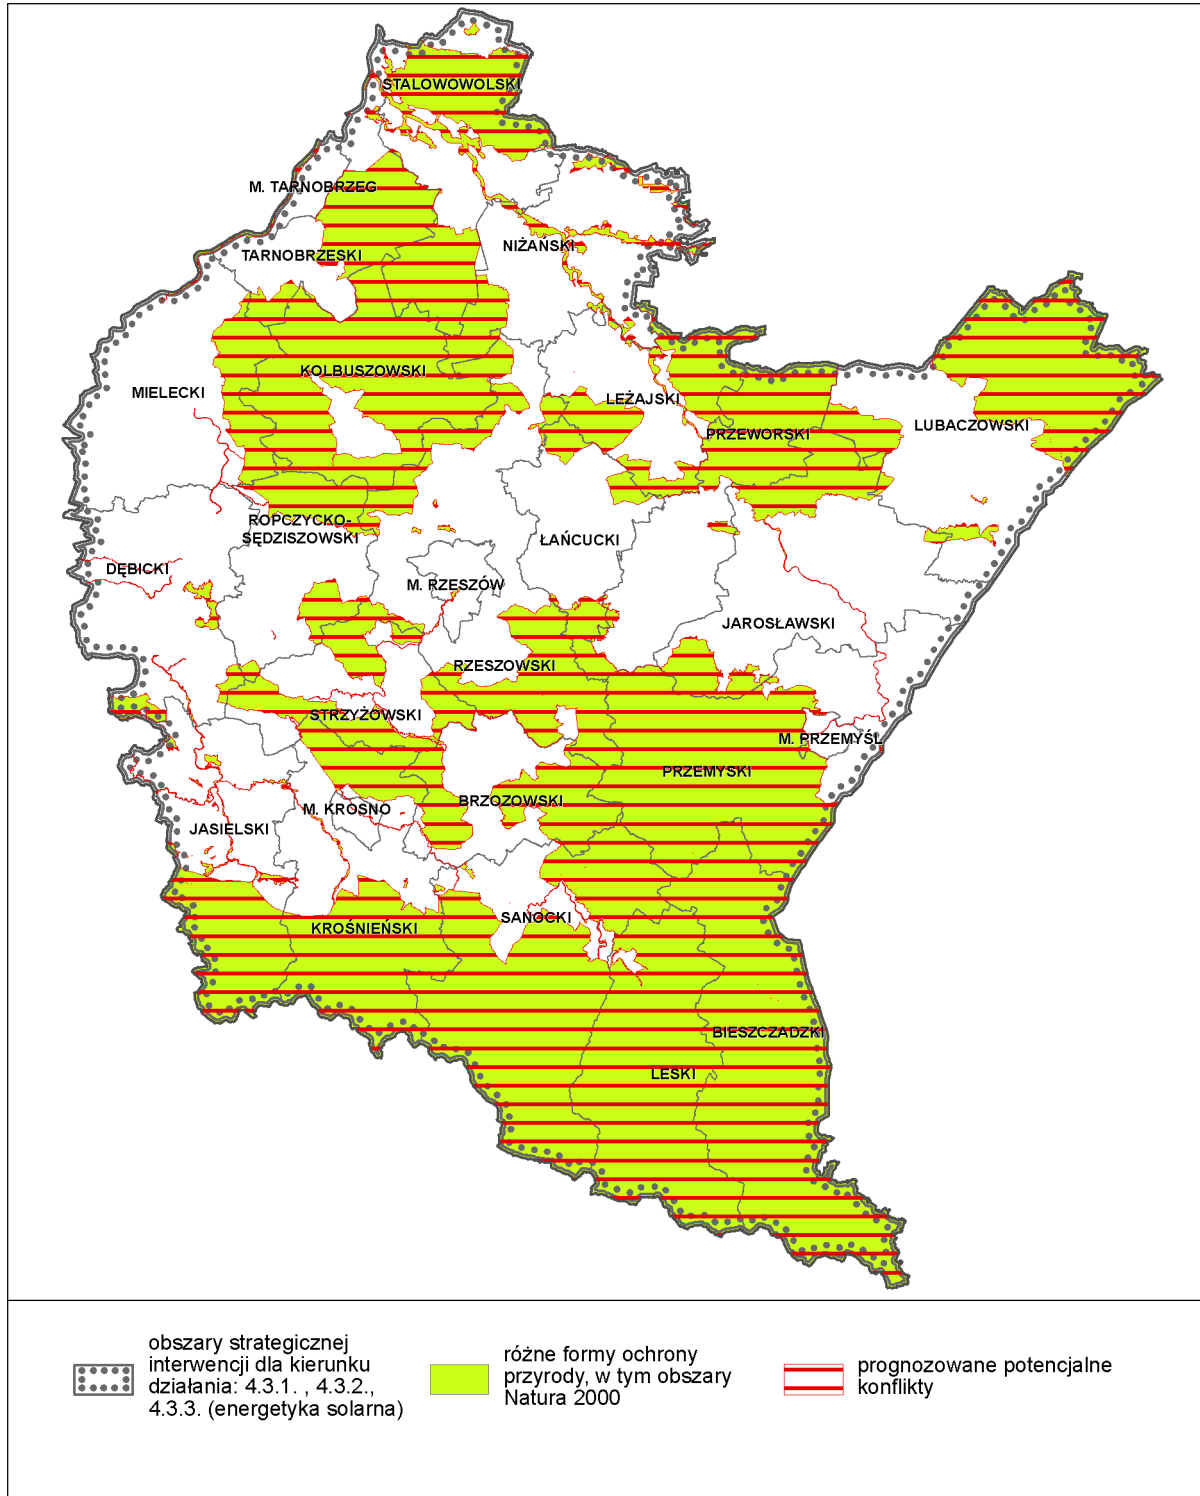 STALOWOWOLSKI
M. TARNOBRZEG
NIŻAŃSKI
TARNOBRZESKI
KOLBUSZOWSKI
MIELECKI
LEŻAJSKI
LUBACZOWSKI
PRZEWORSKI
ROPCZYCKO-
SĘDZISZOWSKI
ŁAŃCUCKI
DĘBICKI
M. RZESZÓW
JAROSŁAWSKI
RZESZOWSKI
STRZYŻOWSKI
M. PRZEMYŚL
PRZEMYSKI
BRZOZOWSKI
M. KROSNO
JASIELSKI
SANOCKI
KROŚNIEŃSKI
BIESZCZADZKI
LESKI
obszary strategicznej
interwencji dla kierunku
działania: 4.3.1. , 4.3.2.,
4.3.3. (energetyka solarna)
różne formy ochrony
przyrody, w tym obszary
Natura 2000
prognozowane potencjalne
konflikty